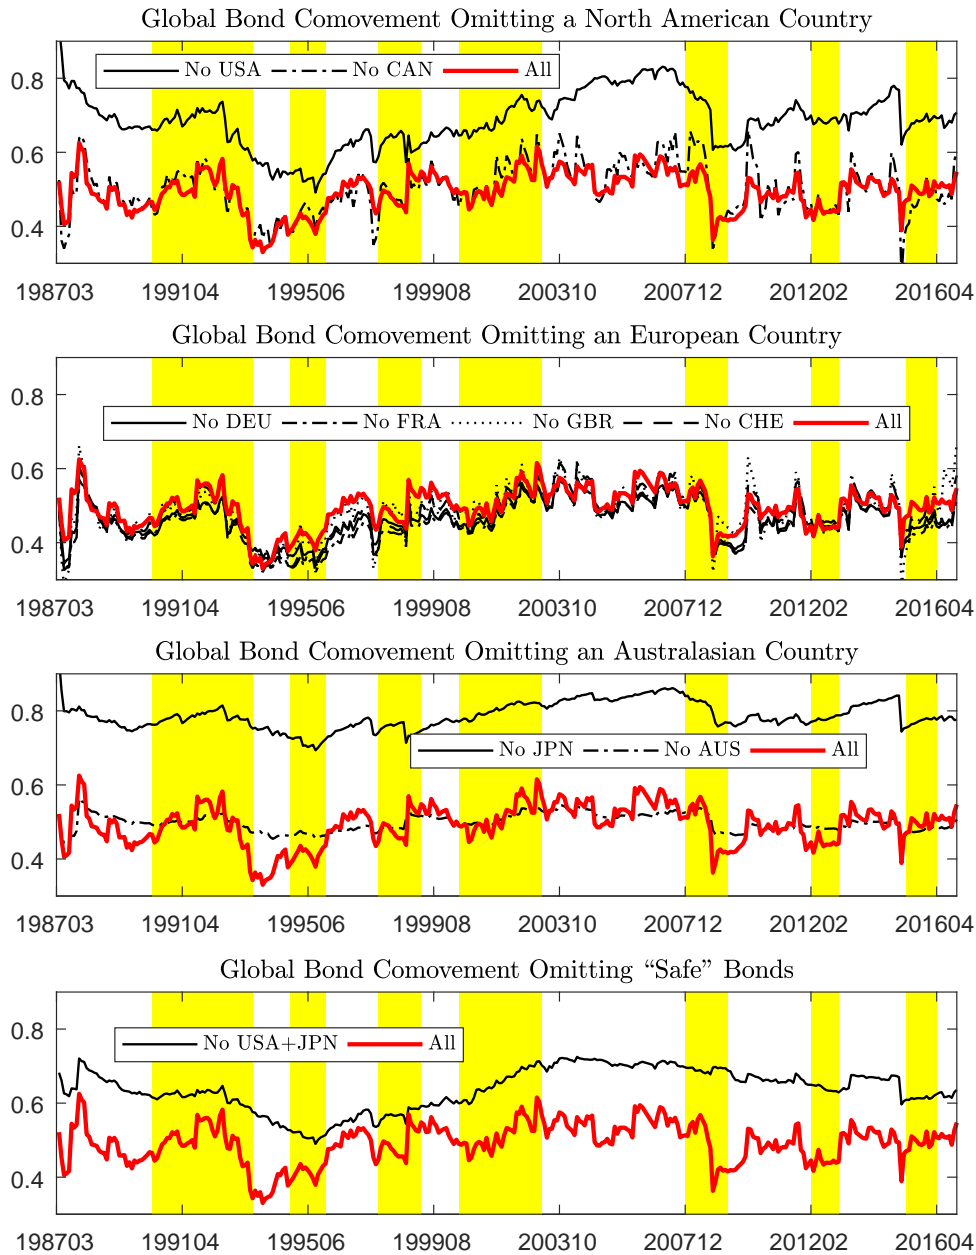 Global Bond Comovement Omitting a North American Country
No USA No CAN All
0.8
0.6
0.4
198703 199104 199506 199908 200310 200712 201202 201604
Global Bond Comovement Omitting an European Country
0.8
No DEU No FRA No GBR No CHE All
0.6
0.4
198703 199104 199506 199908 200310 200712 201202 201604
Global Bond Comovement Omitting an Australasian Country
0.8
No JPN No AUS All
0.6
0.4
198703 199104 199506 199908 200310 200712 201202 201604
Global Bond Comovement Omitting “Safe” Bonds
0.8
No USA+JPN All
0.6
0.4
198703 199104 199506 199908 200310 200712 201202 201604